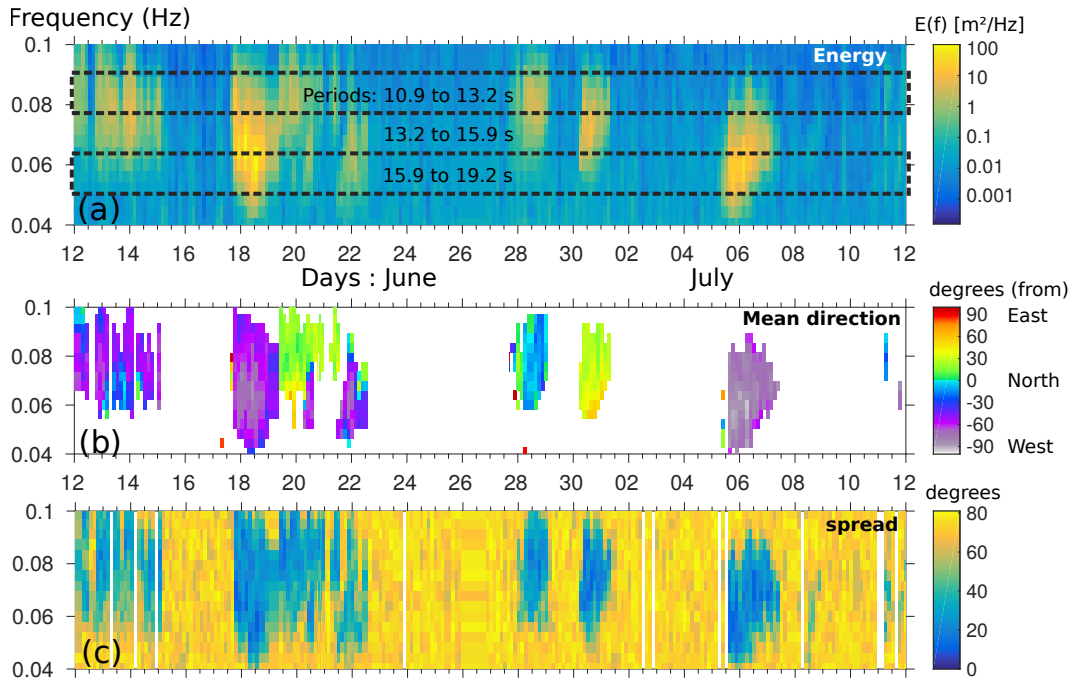 Frequency (Hz)
E(f) [m²/Hz]
0.1
0.08
0.06
0.04
Energy
Periods: 10.9 to 13.2 s
13.2 to 15.9 s
15.9 to 19.2 s
(a)
100
10
1
0.1
0.01
0.001
12 14 16 18 20 22 24 26 28 30 02 04 06 08 10 12
Days : June
July
degrees (from)
0.1
0.08
0.06
0.04
Mean direction
(b)
90
60
30
0
-30
-60
-90
East
North
West
12 14 16 18 20 22 24 26 28 30 02 04 06 08 10 12
degrees
0.1
0.08
0.06
0.04
spread
(c)
80
60
40
20
0